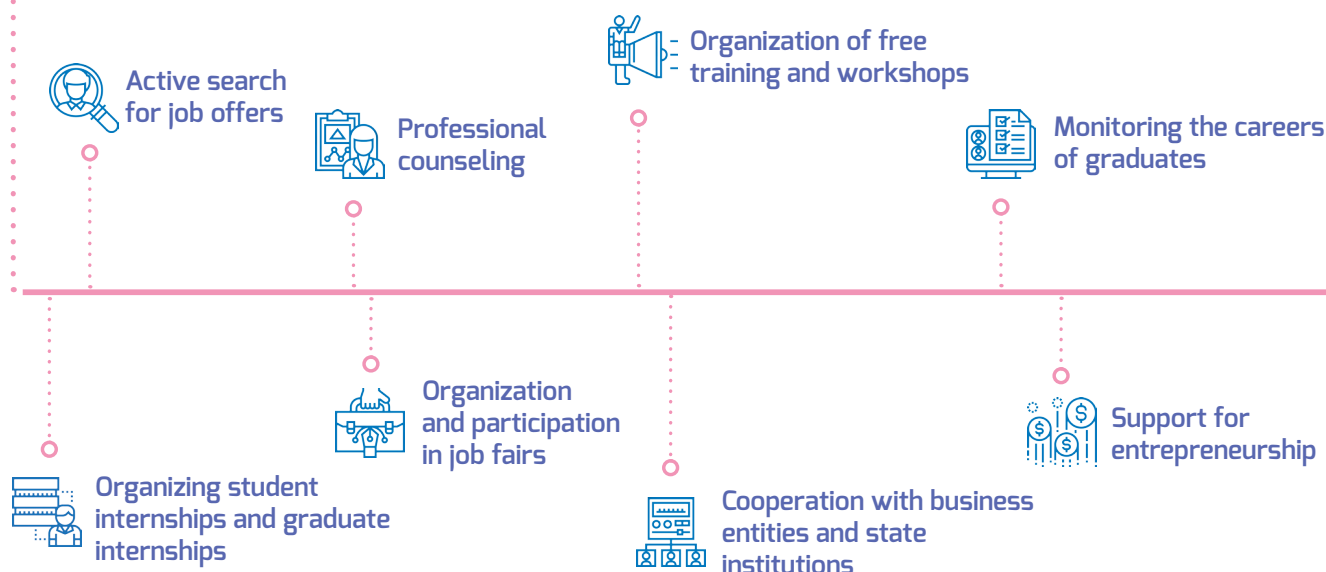 Organization of free
training and workshops
Active search
for job offers
Professional
counseling
Monitoring the careers
of graduates
Organization
and participation
in job fairs
Support for
entrepreneurship
Organizing student
internships and graduate
internships
Cooperation with business
entities and state
institutions